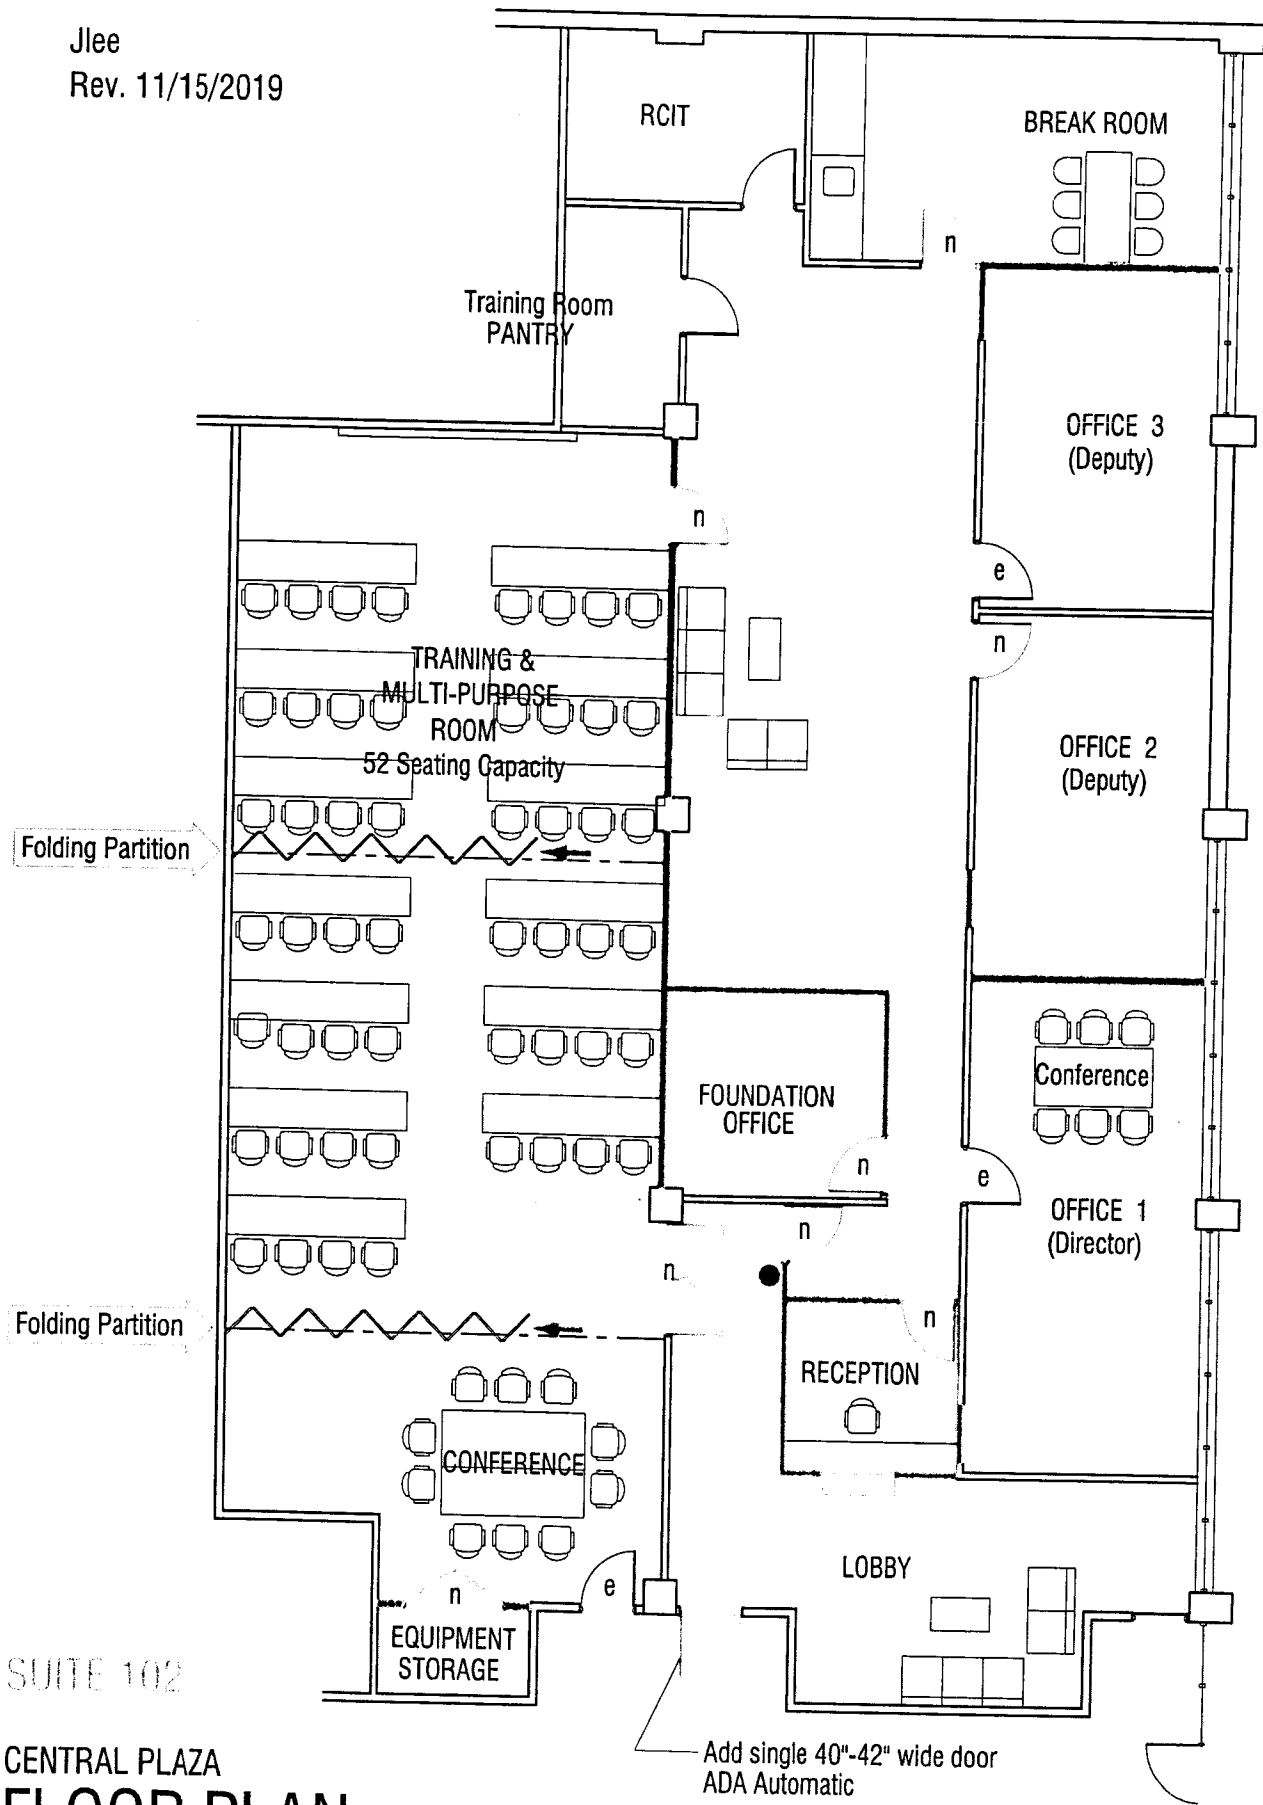 Jlee
Rev. 11/15/2019
RCIT
BREAK ROOM
n
Training Room
PANTRY
OFFICE 3
(Deputy)
n
e
n
TRAINING &
MULTI-PURPOSE
ROOM
52 Seating Capacity
OFFICE 2
(Deputy)
Folding Partition
Conference
FOUNDATION
OFFICE
n
e
OFFICE 1
(Director)
n
n
Folding Partition
n
RECEPTION
CONFERENCE
LOBBY
n
e
EQUIPMENT
STORAGE
SUITE 102
CENTRAL PLAZA
FLOOR PLAN
Add single 40"-42" wide door
ADA Automatic